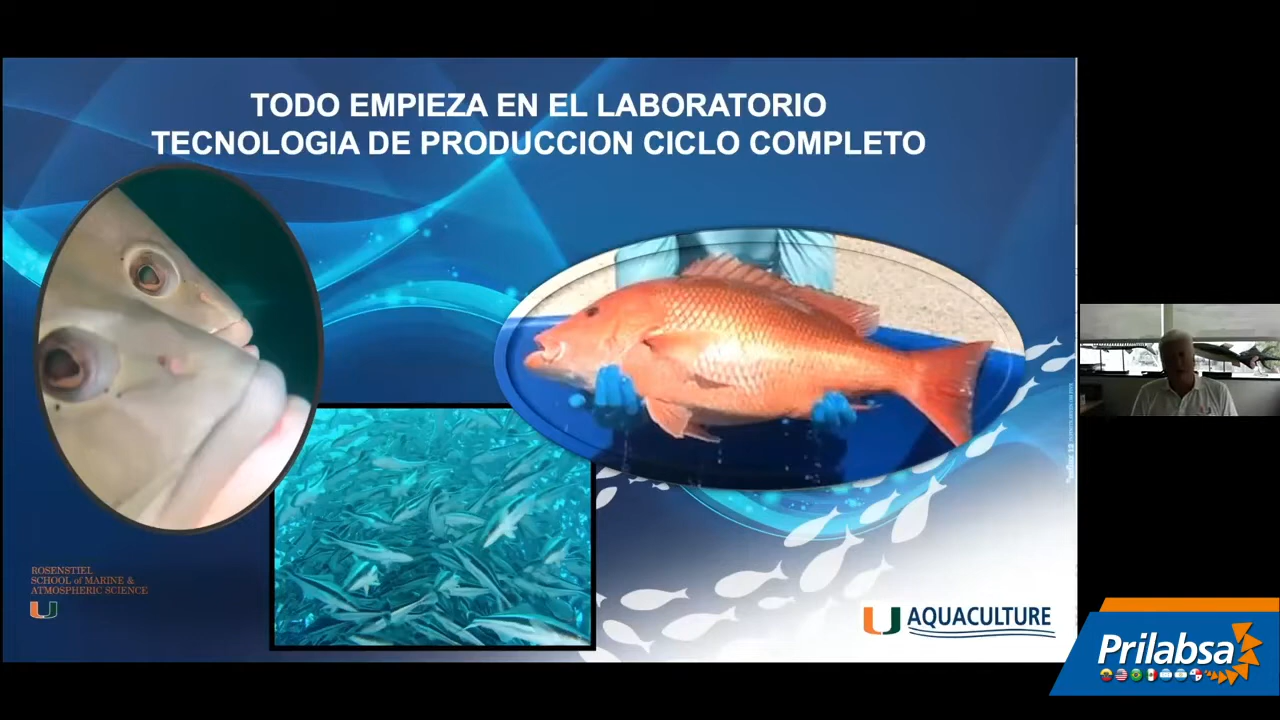 TODO EMPIEZA EN EL LABORATORIO
TECNOLOGIA DE PRODUCCION CICLO COMPLETO
ROSENSTIEL
SCHOOL of MARINE &
ATMOSPHERIC SCIENCE
U
U AQUACULTURE
Prilabsa